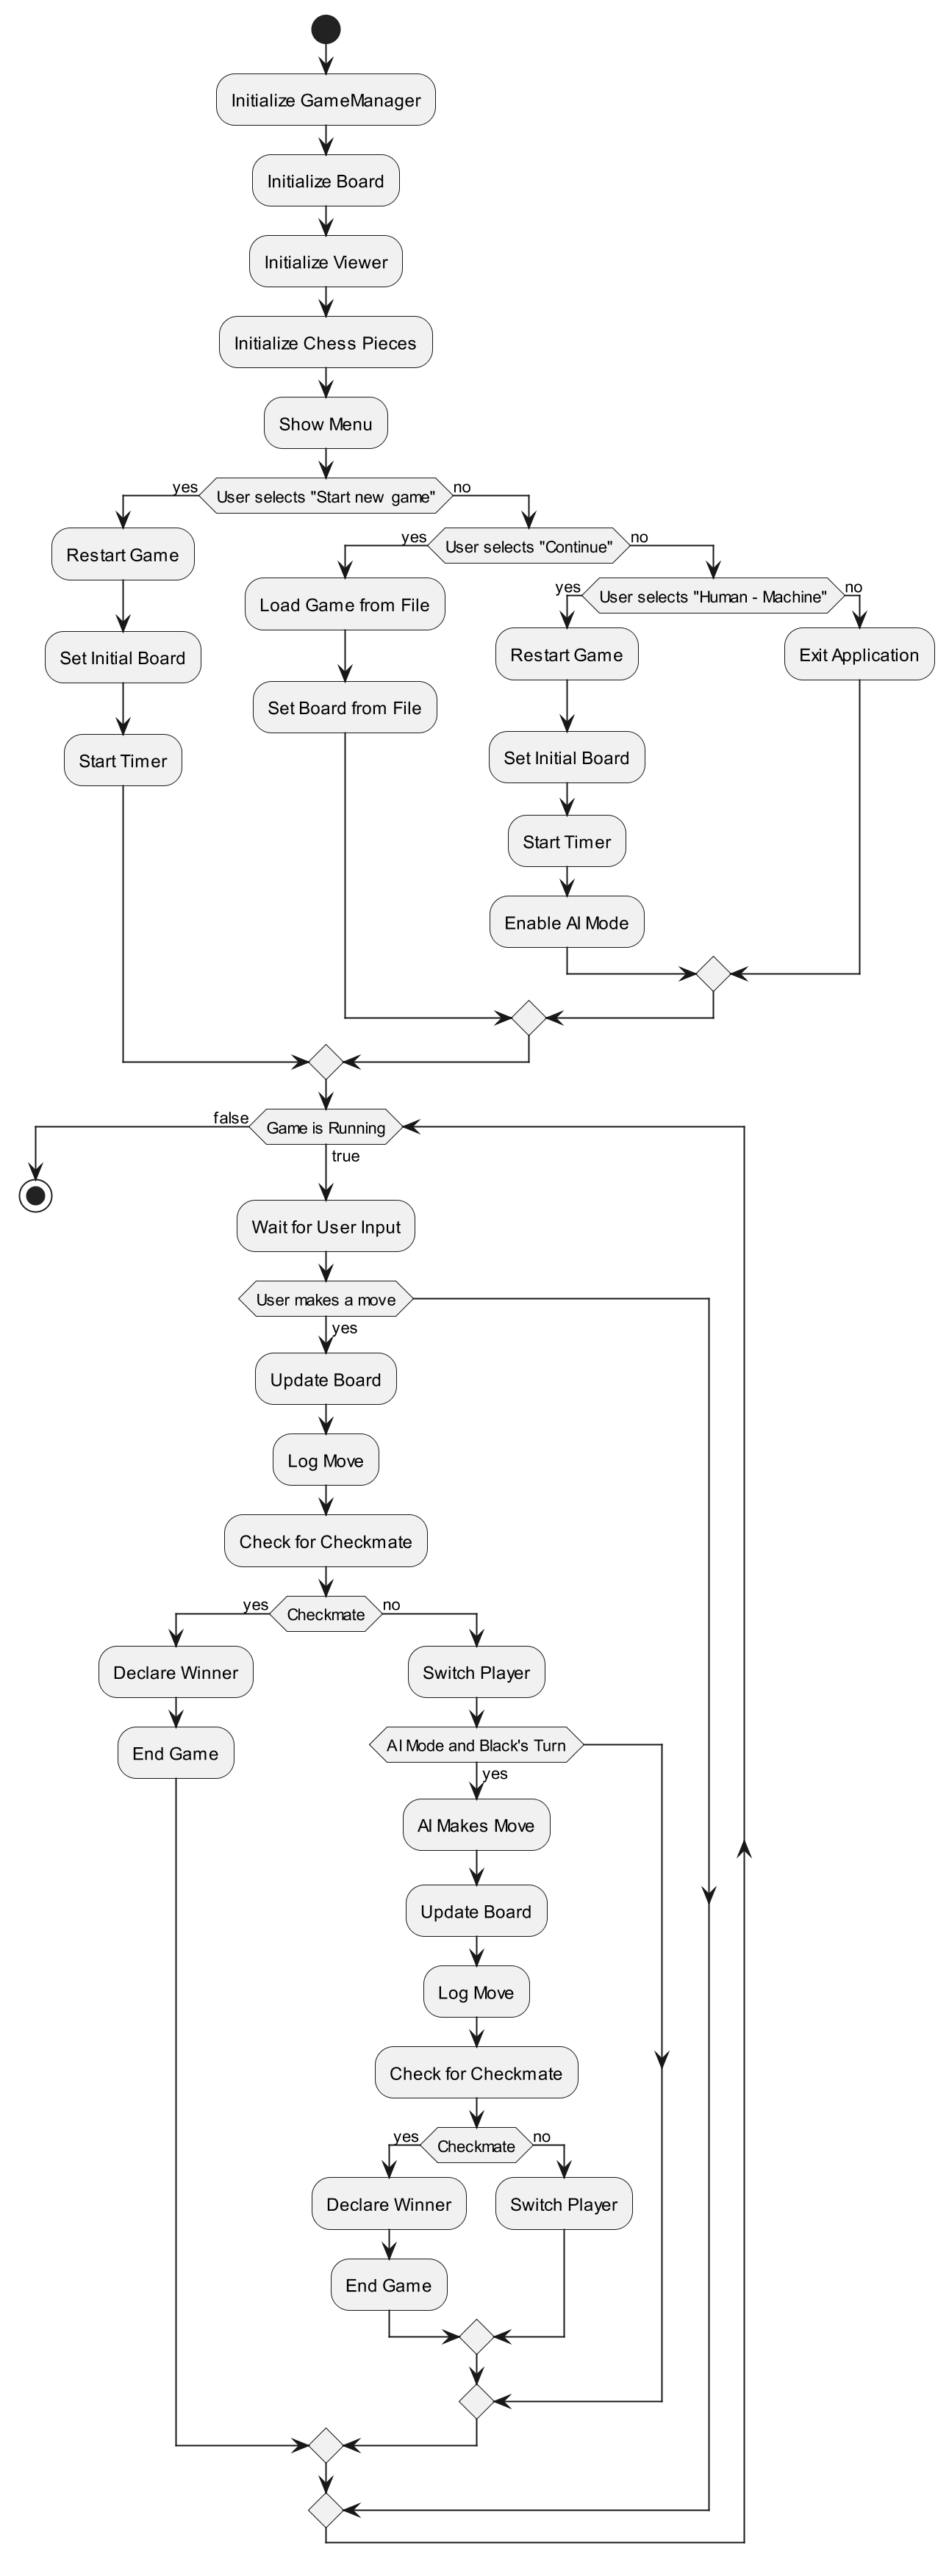 Initialize GameManager
Initialize Board
Initialize Viewer
Initialize Chess Pieces
Show Menu
yes
User selects "Start new game"
no
Restart Game
Set Initial Board
Start Timer
yes
User selects "Continue"
no
Load Game from File
Set Board from File
yes
User selects "Human - Machine"
no
Restart Game
Set Initial Board
Start Timer
Enable AI Mode
Exit Application
false
Game is Running
true
Wait for User Input
User makes a move
yes
Update Board
Log Move
Check for Checkmate
yes
Checkmate
no
Declare Winner
End Game
Switch Player
AI Mode and Black's Turn
yes
AI Makes Move
Update Board
Log Move
Check for Checkmate
yes
Checkmate
no
Declare Winner
End Game
Switch Player